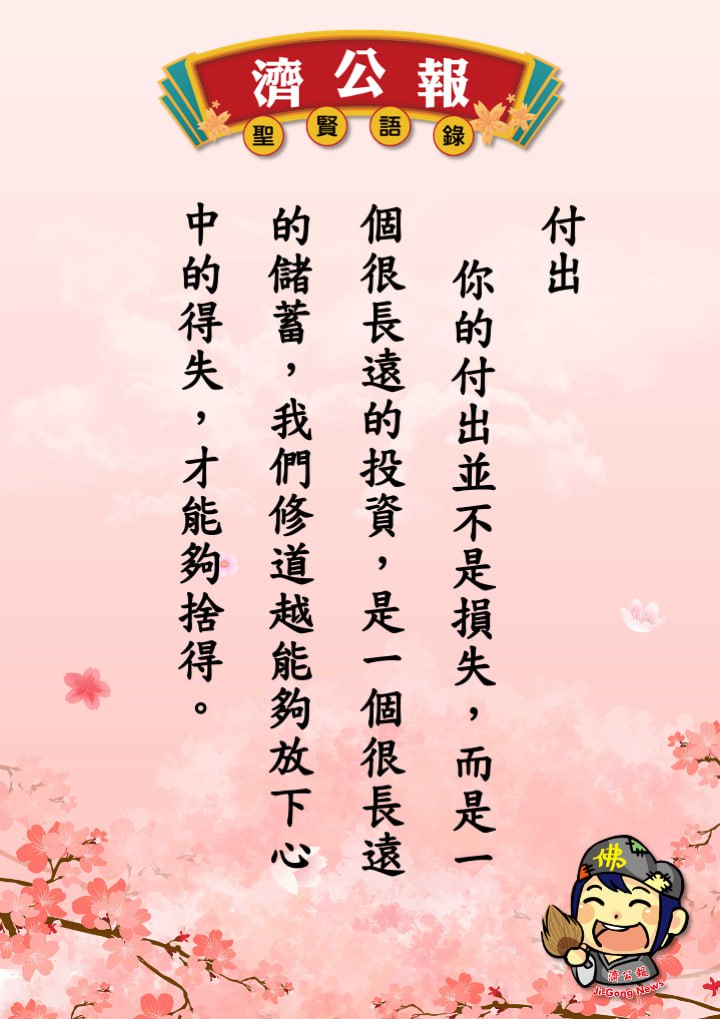 濟公報
聖賢語錄
付出
你的付出並不是損失，而是一
個很長遠的投資，是一個很長遠
的儲蓄，我們修道越能夠放下心
中的得失，才能夠捨得。
佛
濟公報
Ji-Gong News